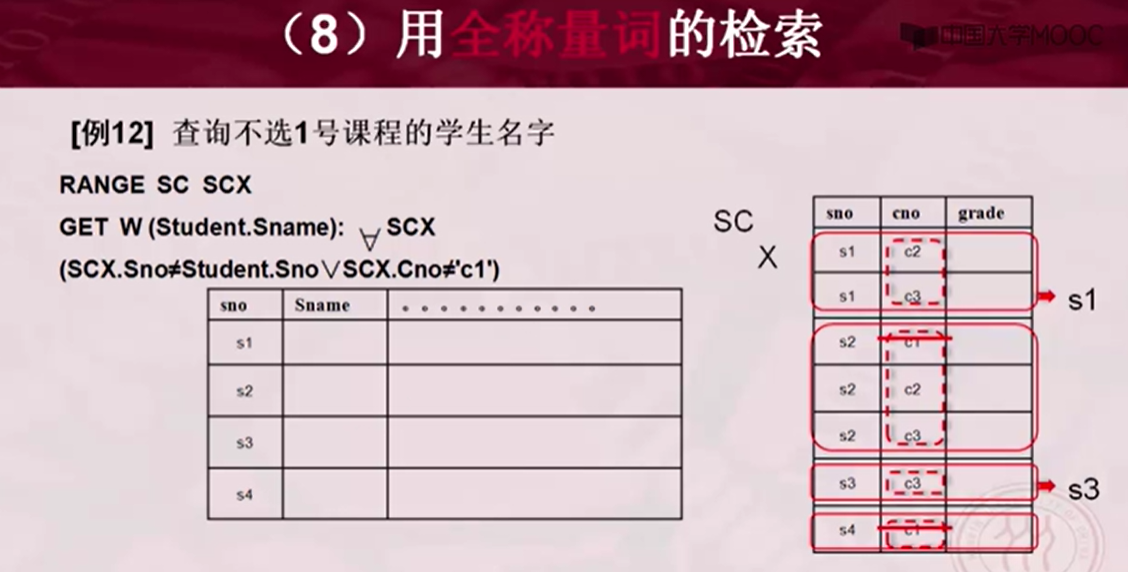 （8）用全称量词的检索
中国大学MOOC
[例12] 查询不选1号课程的学生名字
RANGE SC SCX
GET W (Student.Sname): ∀ SCX
(SCX.Sno≠Student.Sno∨SCX.Cno≠'c1')
sno Sname 。。。。。。。。。。。
s1
s2
s3
s4
SC
X
sno cno grade
s1 c2
s1 c3
s2 c1
s2 c2
s2 c3
s3 c3
s4 c1
s1
s3